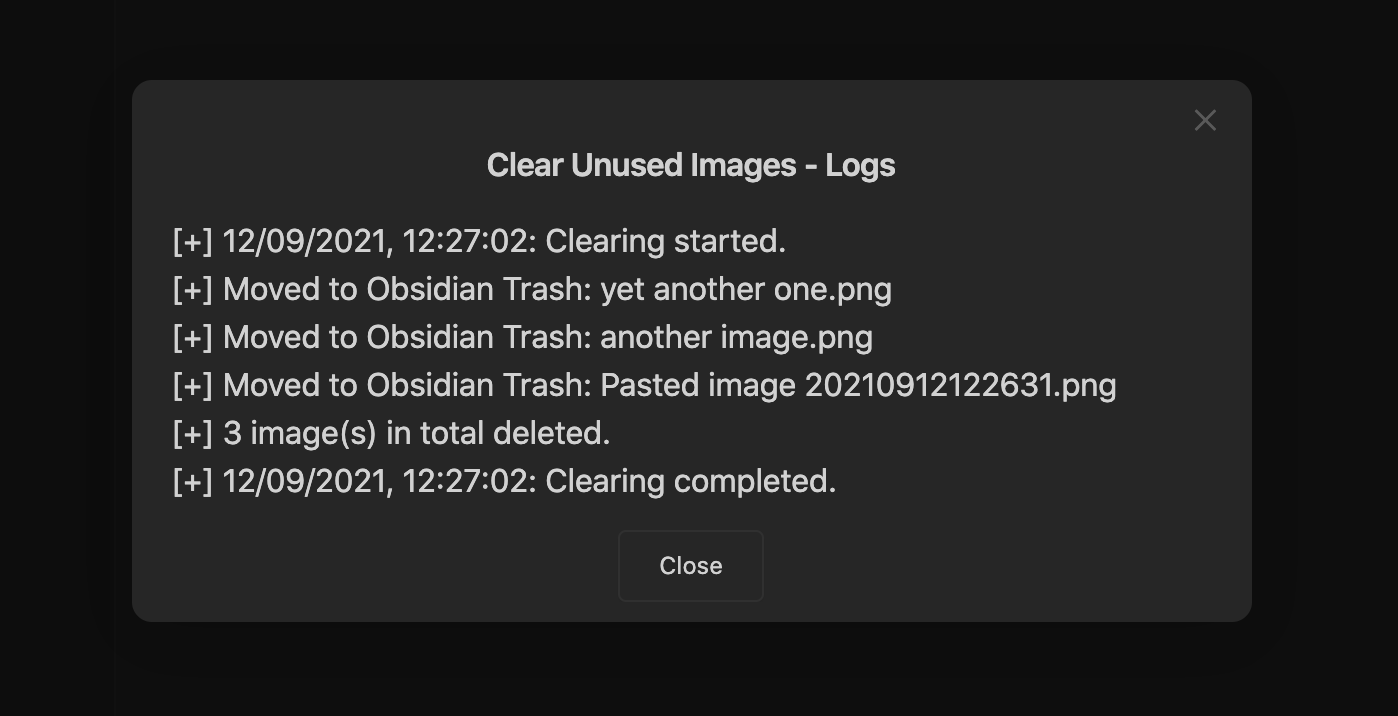 Clear Unused Images - Logs
[+] 12/09/2021, 12:27:02: Clearing started.
[+] Moved to Obsidian Trash: yet another one.png
[+] Moved to Obsidian Trash: another image.png
[+] Moved to Obsidian Trash: Pasted image 20210912122631.png
[+] 3 image(s) in total deleted.
[+] 12/09/2021, 12:27:02: Clearing completed.
Close